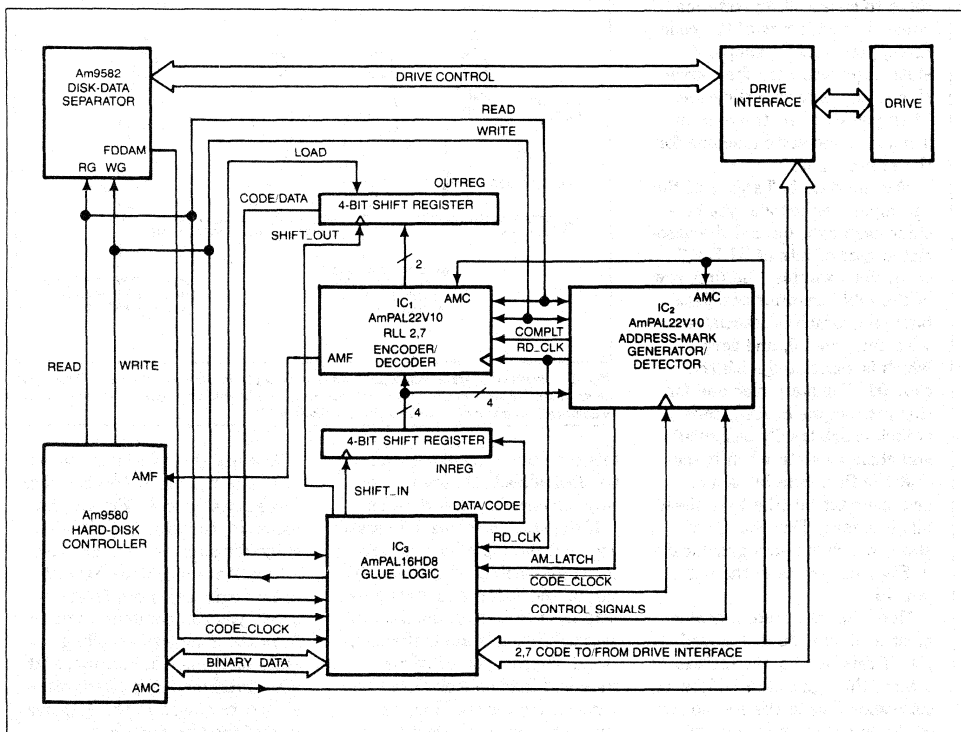 Am9582
DISK-DATA
SEPARATOR
FDDAM
RG WG
DRIVE CONTROL
DRIVE
INTERFACE
DRIVE
READ
WRITE
LOAD
OUTREG
CODE/DATA
4-BIT SHIFT REGISTER
SHIFT_OUT
2
IC1
AmPAL22V10
RLL 2,7
ENCODER/
DECODER
AMC
AMF
COMPLT
RD_CLK
AMC
IC2
AmPAL22V10
ADDRESS-MARK
GENERATOR/
DETECTOR
READ
WRITE
4
4
4-BIT SHIFT REGISTER
INREG
SHIFT_IN
DATA/CODE
AMF
Am9580
HARD-DISK
CONTROLLER
AMC
IC3
AmPAL16HD8
GLUE LOGIC
RD_CLK
AM_LATCH
CODE_CLOCK
CONTROL SIGNALS
CODE_CLOCK
BINARY DATA
2,7 CODE TO/FROM DRIVE INTERFACE